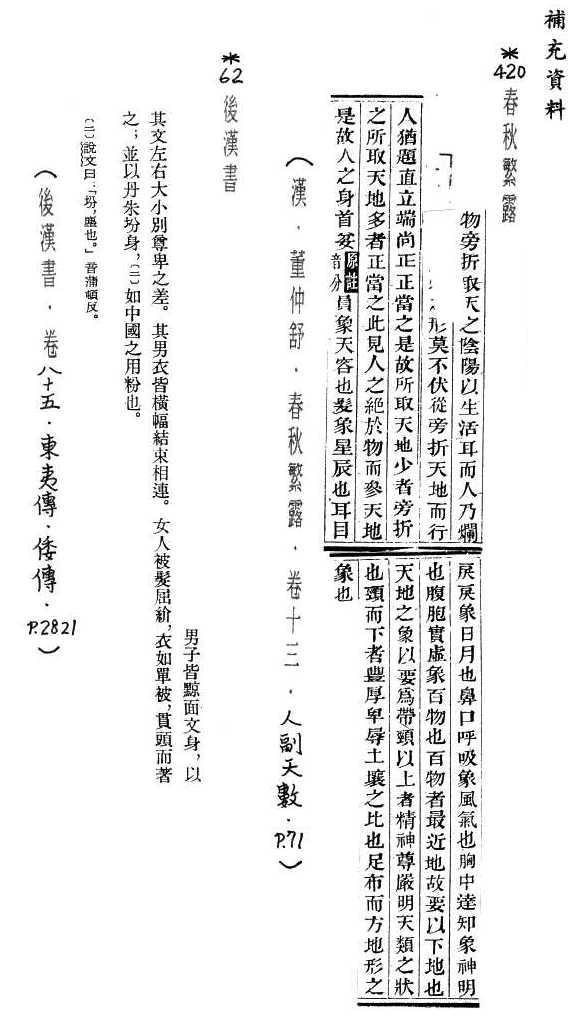 補充資料
*420 春秋繁露
物旁折取天之陰陽以生活耳而人乃爛
形莫不伏從旁折天地而行
人猶題直立端尚正正當之是故所取天地少者旁折
之所取天地多者正當之此見人之絕於物而參天地
是故人之身首㚯原註音分員象天容也髮象星辰也耳目
戾戾象日月也鼻口呼吸象風氣也胸中達知象神明
也腹胞實虛象百物也百物者最近地故要以下地也
天地之象以要爲帶頸以上者精神尊嚴明天類之狀
也頸而下者豐厚卑辱土壤之比也足布而方地形之
象也
(漢．董仲舒．春秋繁露．卷十三．人副天數．P.71)
*62 後漢書
男子皆黥面文身，以
其文左右大小別尊卑之差。其男衣皆橫幅結束相連。女人被髮屈紒，衣如單被，貫頭而著
之；並以丹朱坋身，〔二〕如中國之用粉也。
〔二〕說文曰：「坋，塵也。」音蒲頓反。
(後漢書．卷八十五．東夷傳．倭傳．P.2821)